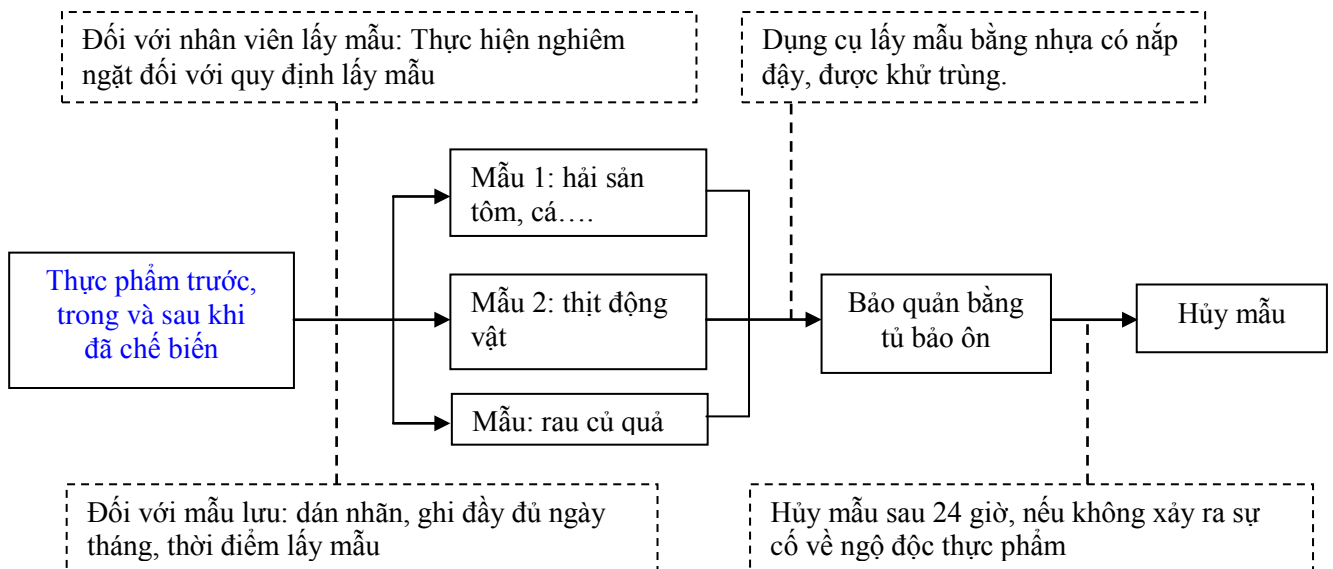 Đối với nhân viên lấy mẫu: Thực hiện nghiêm
ngặt đối với quy định lấy mẫu
Dụng cụ lấy mẫu bằng nhựa có nắp
đậy, được khử trùng.
Mẫu 1: hải sản
tôm, cá….
Thực phẩm trước,
trong và sau khi
đã chế biến
Mẫu 2: thịt động
vật
Bảo quản bằng
tủ bảo ôn
Hủy mẫu
Mẫu: rau củ quả
Đối với mẫu lưu: dán nhãn, ghi đầy đủ ngày
tháng, thời điểm lấy mẫu
Hủy mẫu sau 24 giờ, nếu không xảy ra sự
cố về ngộ độc thực phẩm